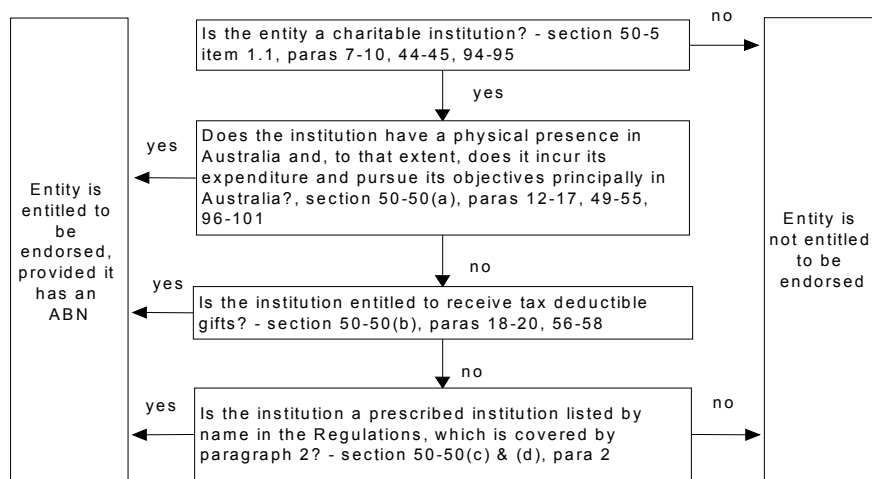 Is the entity a charitable institution? - section 50-5
item 1.1, paras 7-10, 44-45, 94-95
no
yes
Does the institution have a physical presence in
Australia and, to that extent, does it incur its
expenditure and pursue its objectives principally in
Australia?, section 50-50(a), paras 12-17, 49-55,
96-101
yes
no
Is the institution entitled to receive tax deductible
gifts? - section 50-50(b), paras 18-20, 56-58
yes
no
Is the institution a prescribed institution listed by
name in the Regulations, which is covered by
paragraph 2? - section 50-50(c) & (d), para 2
yes
no
Entity is
entitled to
be
endorsed,
provided it
has an
ABN
Entity is
not entitled
to be
endorsed